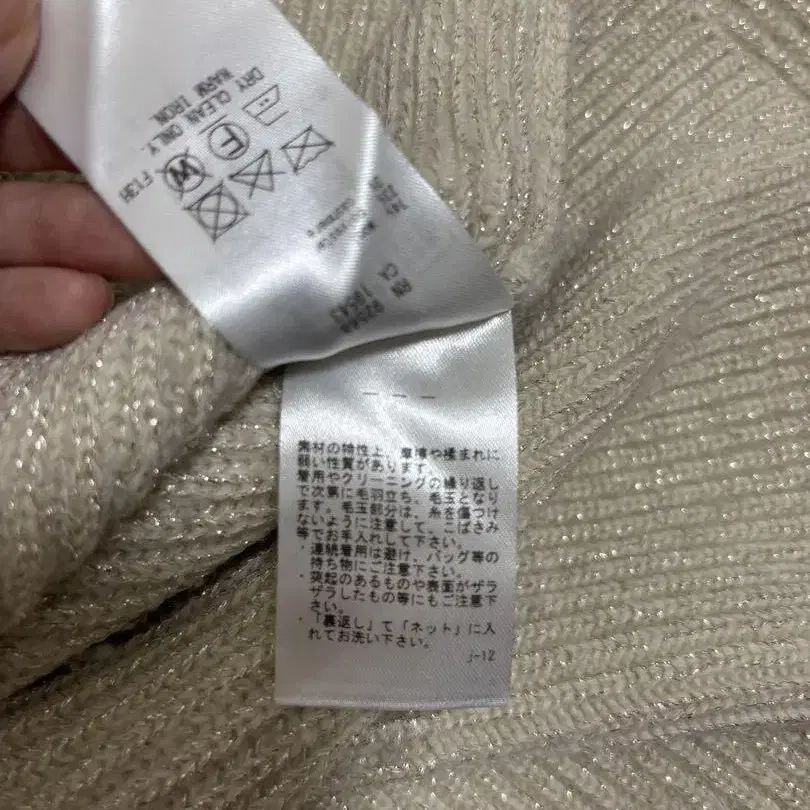 DRY CLEAN ONLY.
WARM IRON.
F
W
F13H
RN
CA
素材の特性上、摩擦や揉まれに
弱い性質があります。
着用やクリーニングの繰り返し
で次第に毛羽立ち、毛玉となり
ます。毛玉部分は、糸を傷つけ
ないように注意して、こばさみ
等でお手入れして下さい。
・連続着用は避け、バッグ等の
持ち物にご注意下さい。
・突起のあるものや表面がザラ
ザラしたもの等にもご注意下
さい。
・「裏返し」て「ネット」に入
れてお洗い下さい。
j-12